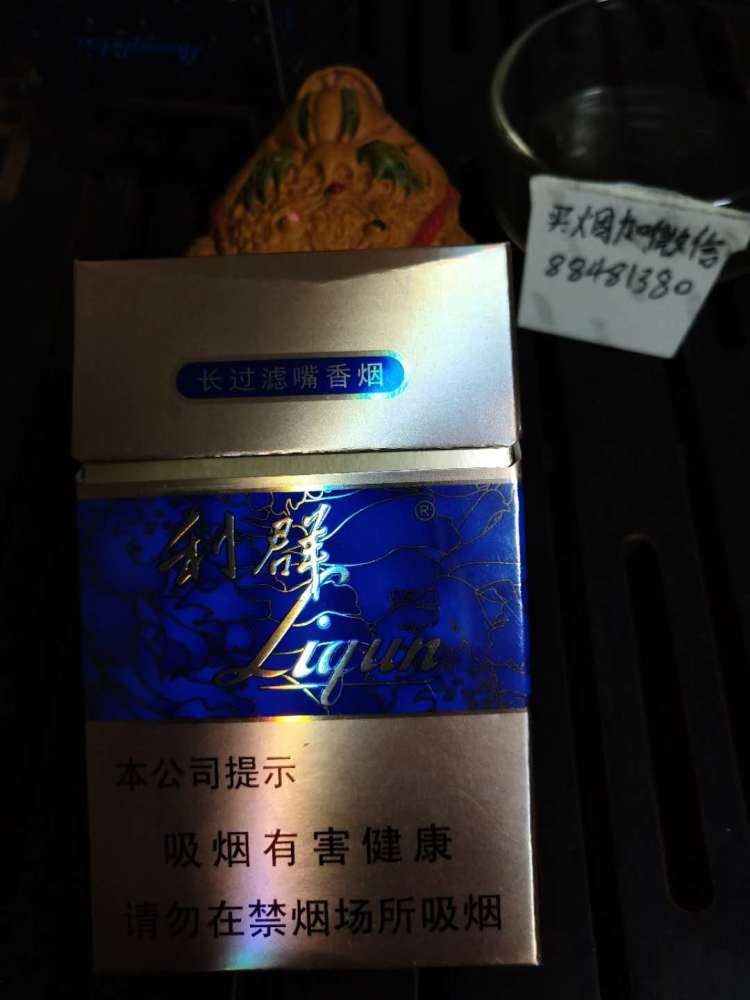 买烟加微信
88481380
长过滤嘴香烟
利群
®
Liqun
本公司提示
吸烟有害健康
请勿在禁烟场所吸烟